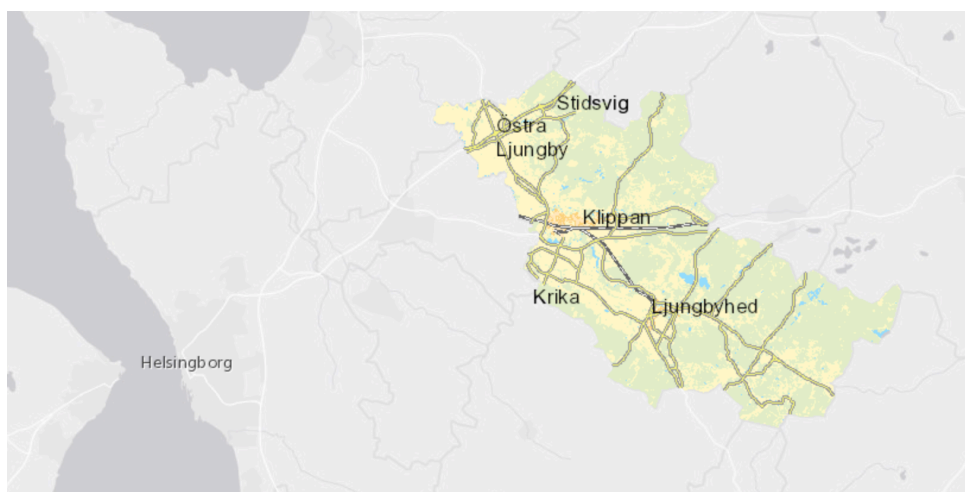 Stidsvig
Östra
Ljungby
Klippan
Krika
Ljungbyhed
Helsingborg